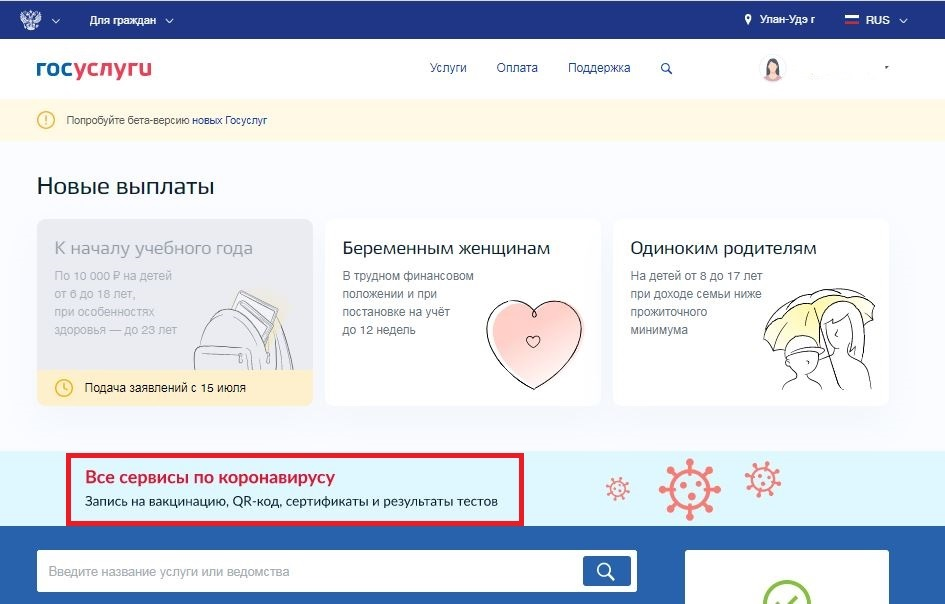 Для граждан
Улан-Удэ г
RUS
госуслуги
Услуги
Оплата
Поддержка
Попробуйте бета-версию новых Госуслуг
Новые выплаты
К началу учебного года
По 10 000 ₽ на детей
от 6 до 18 лет,
при особенностях
здоровья — до 23 лет
Подача заявлений с 15 июля
Беременным женщинам
В трудном финансовом
положении и при
постановке на учёт
до 12 недель
Одиноким родителям
На детей от 8 до 17 лет
при доходе семьи ниже
прожиточного
минимума
Все сервисы по коронавирусу
Запись на вакцинацию, QR-код, сертификаты и результаты тестов
Введите название услуги или ведомства